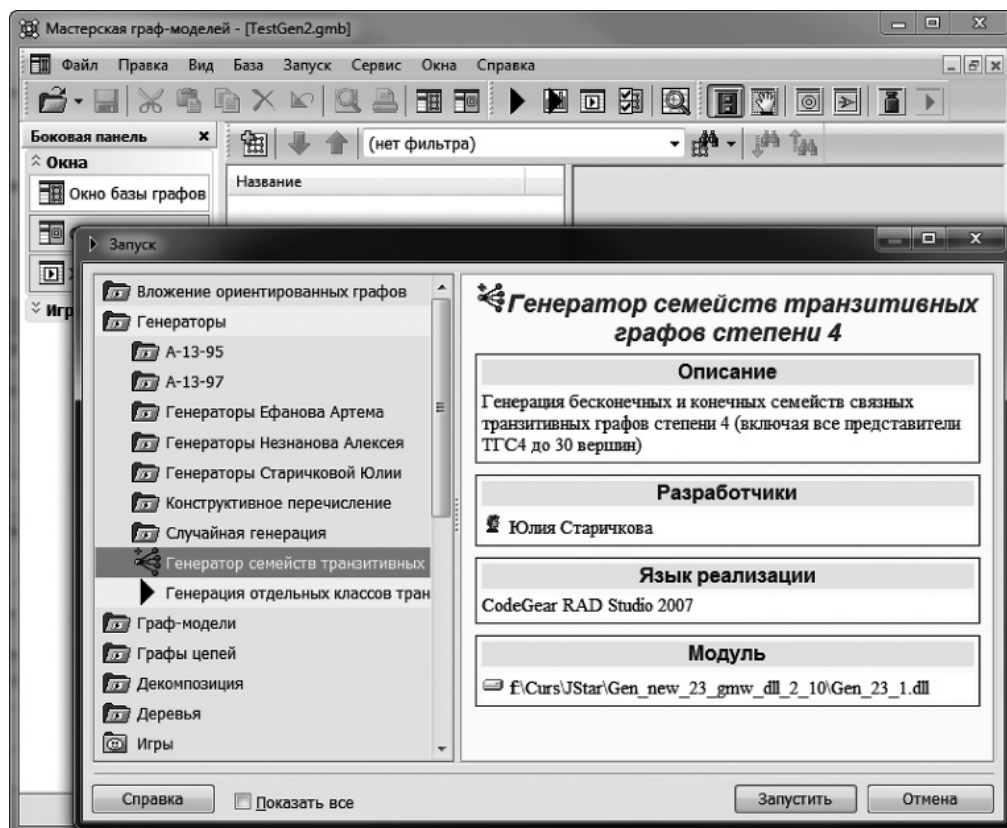 Мастерская граф-моделей - [TestGen2.gmb]
Файл Правка Вид База Запуск Сервис Окна Справка
Боковая панель
(нет фильтра)
Окна
Название
Окно базы графов
Запуск
Вложение ориентированных графов
Генераторы
А-13-95
А-13-97
Генераторы Ефанова Артема
Генераторы Незнанова Алексея
Генераторы Старичковой Юлии
Конструктивное перечисление
Случайная генерация
Генератор семейств транзитивных
Генерация отдельных классов тран
Граф-модели
Графы цепей
Декомпозиция
Деревья
Игры
Генератор семейств транзитивных
графов степени 4
Описание
Генерация бесконечных и конечных семейств связных
транзитивных графов степени 4 (включая все представители
ТГС4 до 30 вершин)
Разработчики
Юлия Старичкова
Язык реализации
CodeGear RAD Studio 2007
Модуль
f:\Curs\JStar\Gen_new_23_gmw_dll_2_10\Gen_23_1.dll
Справка
Показать все
Запустить
Отмена